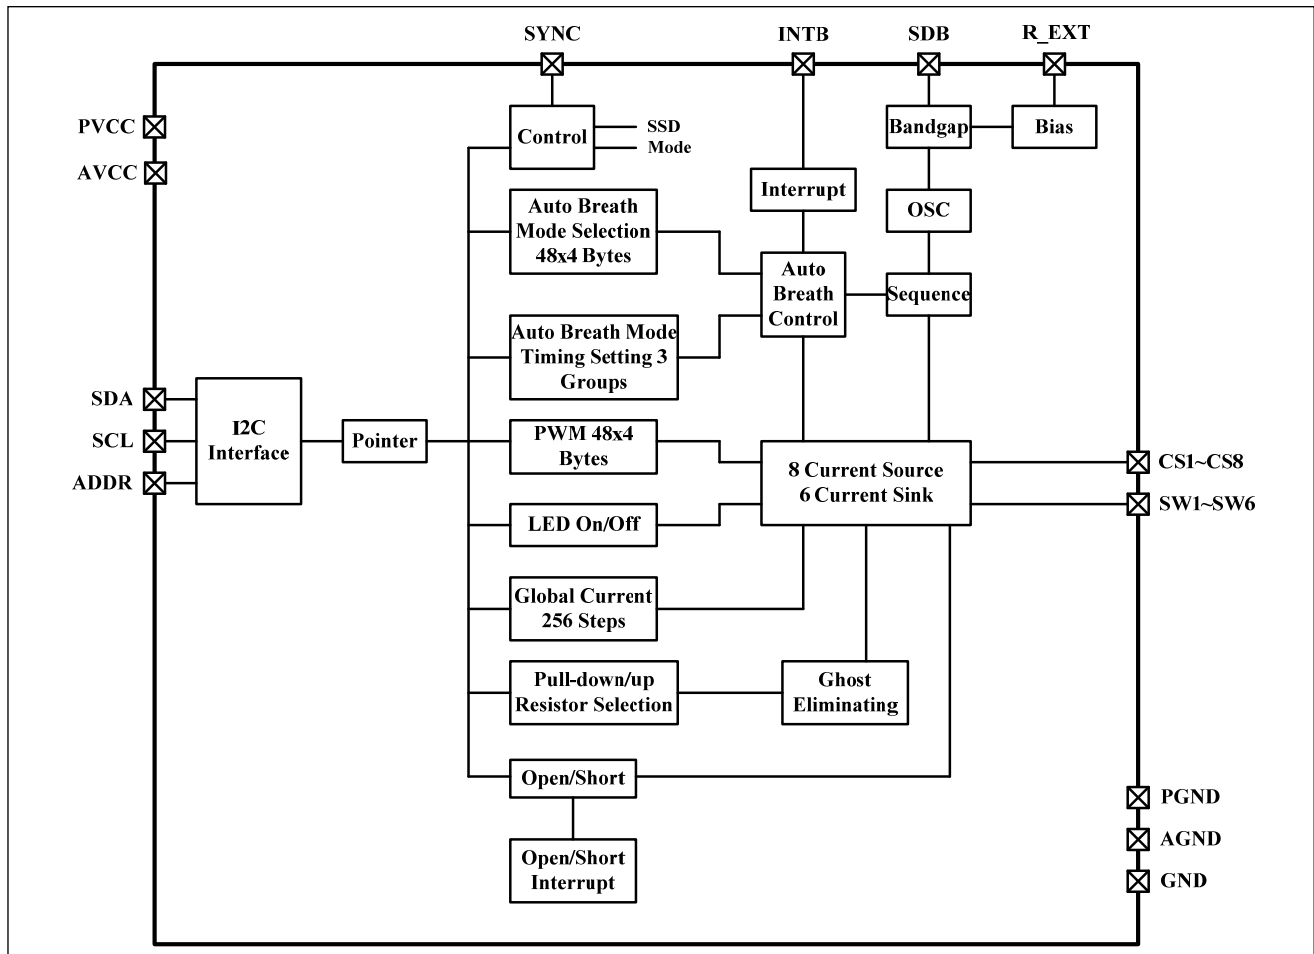 SYNC
INTB
SDB
R_EXT
PVCC
AVCC
Control
SSD
Mode
Bandgap
Bias
Interrupt
OSC
Auto Breath
Mode Selection
48x4 Bytes
Auto
Breath
Control
Sequence
Auto Breath Mode
Timing Setting 3
Groups
SDA
SCL
ADDR
I2C
Interface
Pointer
PWM 48x4
Bytes
8 Current Source
6 Current Sink
CS1~CS8
SW1~SW6
LED On/Off
Global Current
256 Steps
Pull-down/up
Resistor Selection
Ghost
Eliminating
Open/Short
Open/Short
Interrupt
PGND
AGND
GND